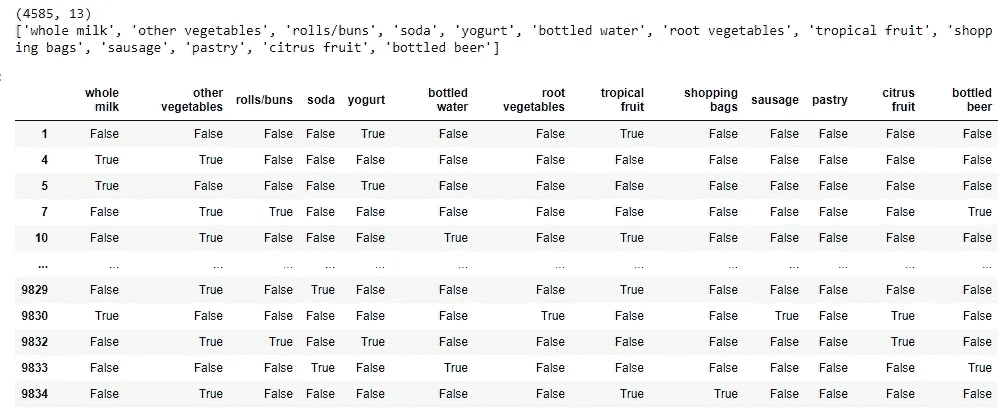 (4585, 13)
['whole milk', 'other vegetables', 'rolls/buns', 'soda', 'yogurt', 'bottled water', 'root vegetables', 'tropical fruit', 'shopp
ing bags', 'sausage', 'pastry', 'citrus fruit', 'bottled beer']
whole milk other vegetables rolls/buns soda yogurt bottled water root vegetables tropical fruit shopping bags sausage pastry citrus fruit bottled beer
1 False False False False True False False True False False False False False
4 True True False False False False False False False False False False False
5 True False False False True False False False False False False False False
7 False True True False False False False False False False False False True
10 False True False False False True False True False False False False False
... ... ... ... ... ... ... ... ... ... ... ... ... ...
9829 False True False True False False False True False False False False False
9830 True False False False False False True False False True False True False
9832 False True True False True False False False False False False True False
9833 False False False True False True False False False False False False True
9834 False True False False False False False True True False False False False